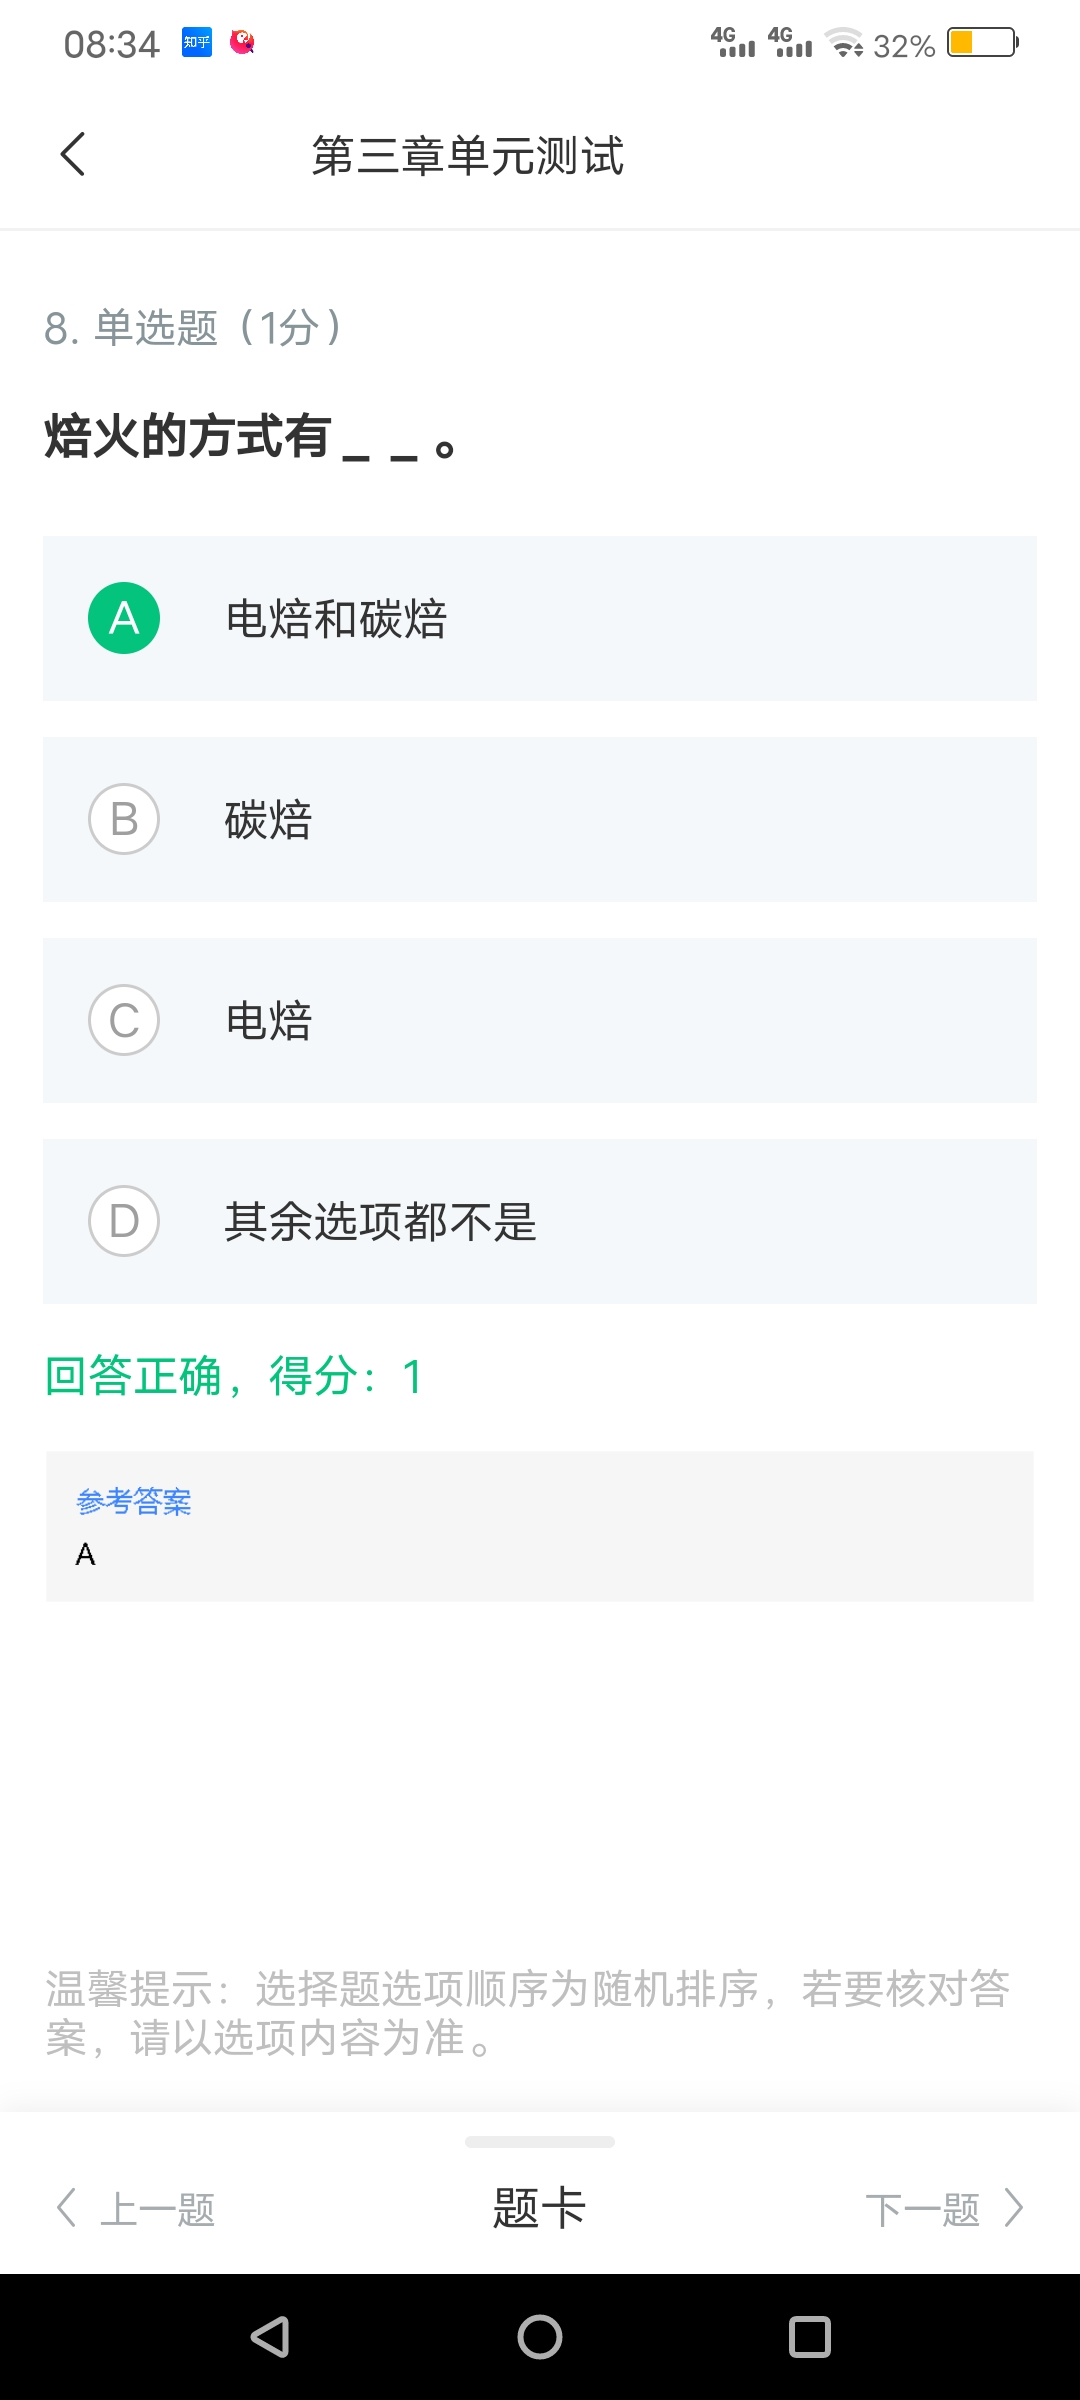 08:34 知乎 4G 4G 32%
第三章单元测试
8. 单选题（1分）
焙火的方式有_ _。
A 电焙和碳焙
B 碳焙
C 电焙
D 其余选项都不是
回答正确，得分：1
参考答案
A
温馨提示：选择题选项顺序为随机排序，若要核对答
案，请以选项内容为准。
上一题 题卡 下一题